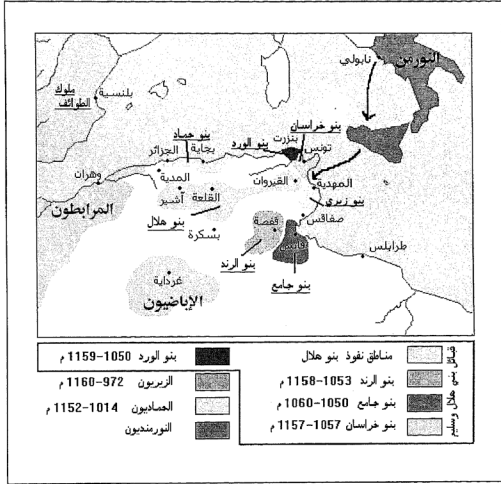 النورمن
نابولي
ملوك
الطوائف
بلنسية
بنو خراسان
بنو حماد
بنو الورد
بنزرت
تونس
الجزائر
بجاية
وهران
المدية
القيروان
المهدية
القلعة
آشير
بنو زيري
المرابطون
بنو هلال
صفاقس
قفصة
بسكرة
قابس
طرابلس
بنو الرند
غرداية
بنو جامع
الإباضيون
قبائل بني هلال وسليم
مناطق نفوذ بنو هلال
بنو الرند 1053-1158 م
بنو جامع 1050-1060 م
بنو خراسان 1057-1157 م
بنو الورد 1050-1159 م
الزيريون 972-1160 م
الحماديون 1014-1152 م
النورمنديون